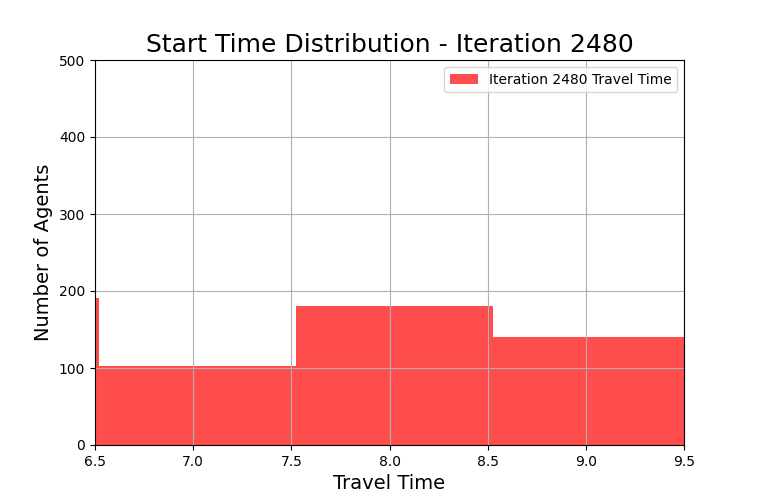 Start Time Distribution - Iteration 2480
Iteration 2480 Travel Time
Number of Agents
500
400
300
200
100
0
6.5 7.0 7.5 8.0 8.5 9.0 9.5
Travel Time